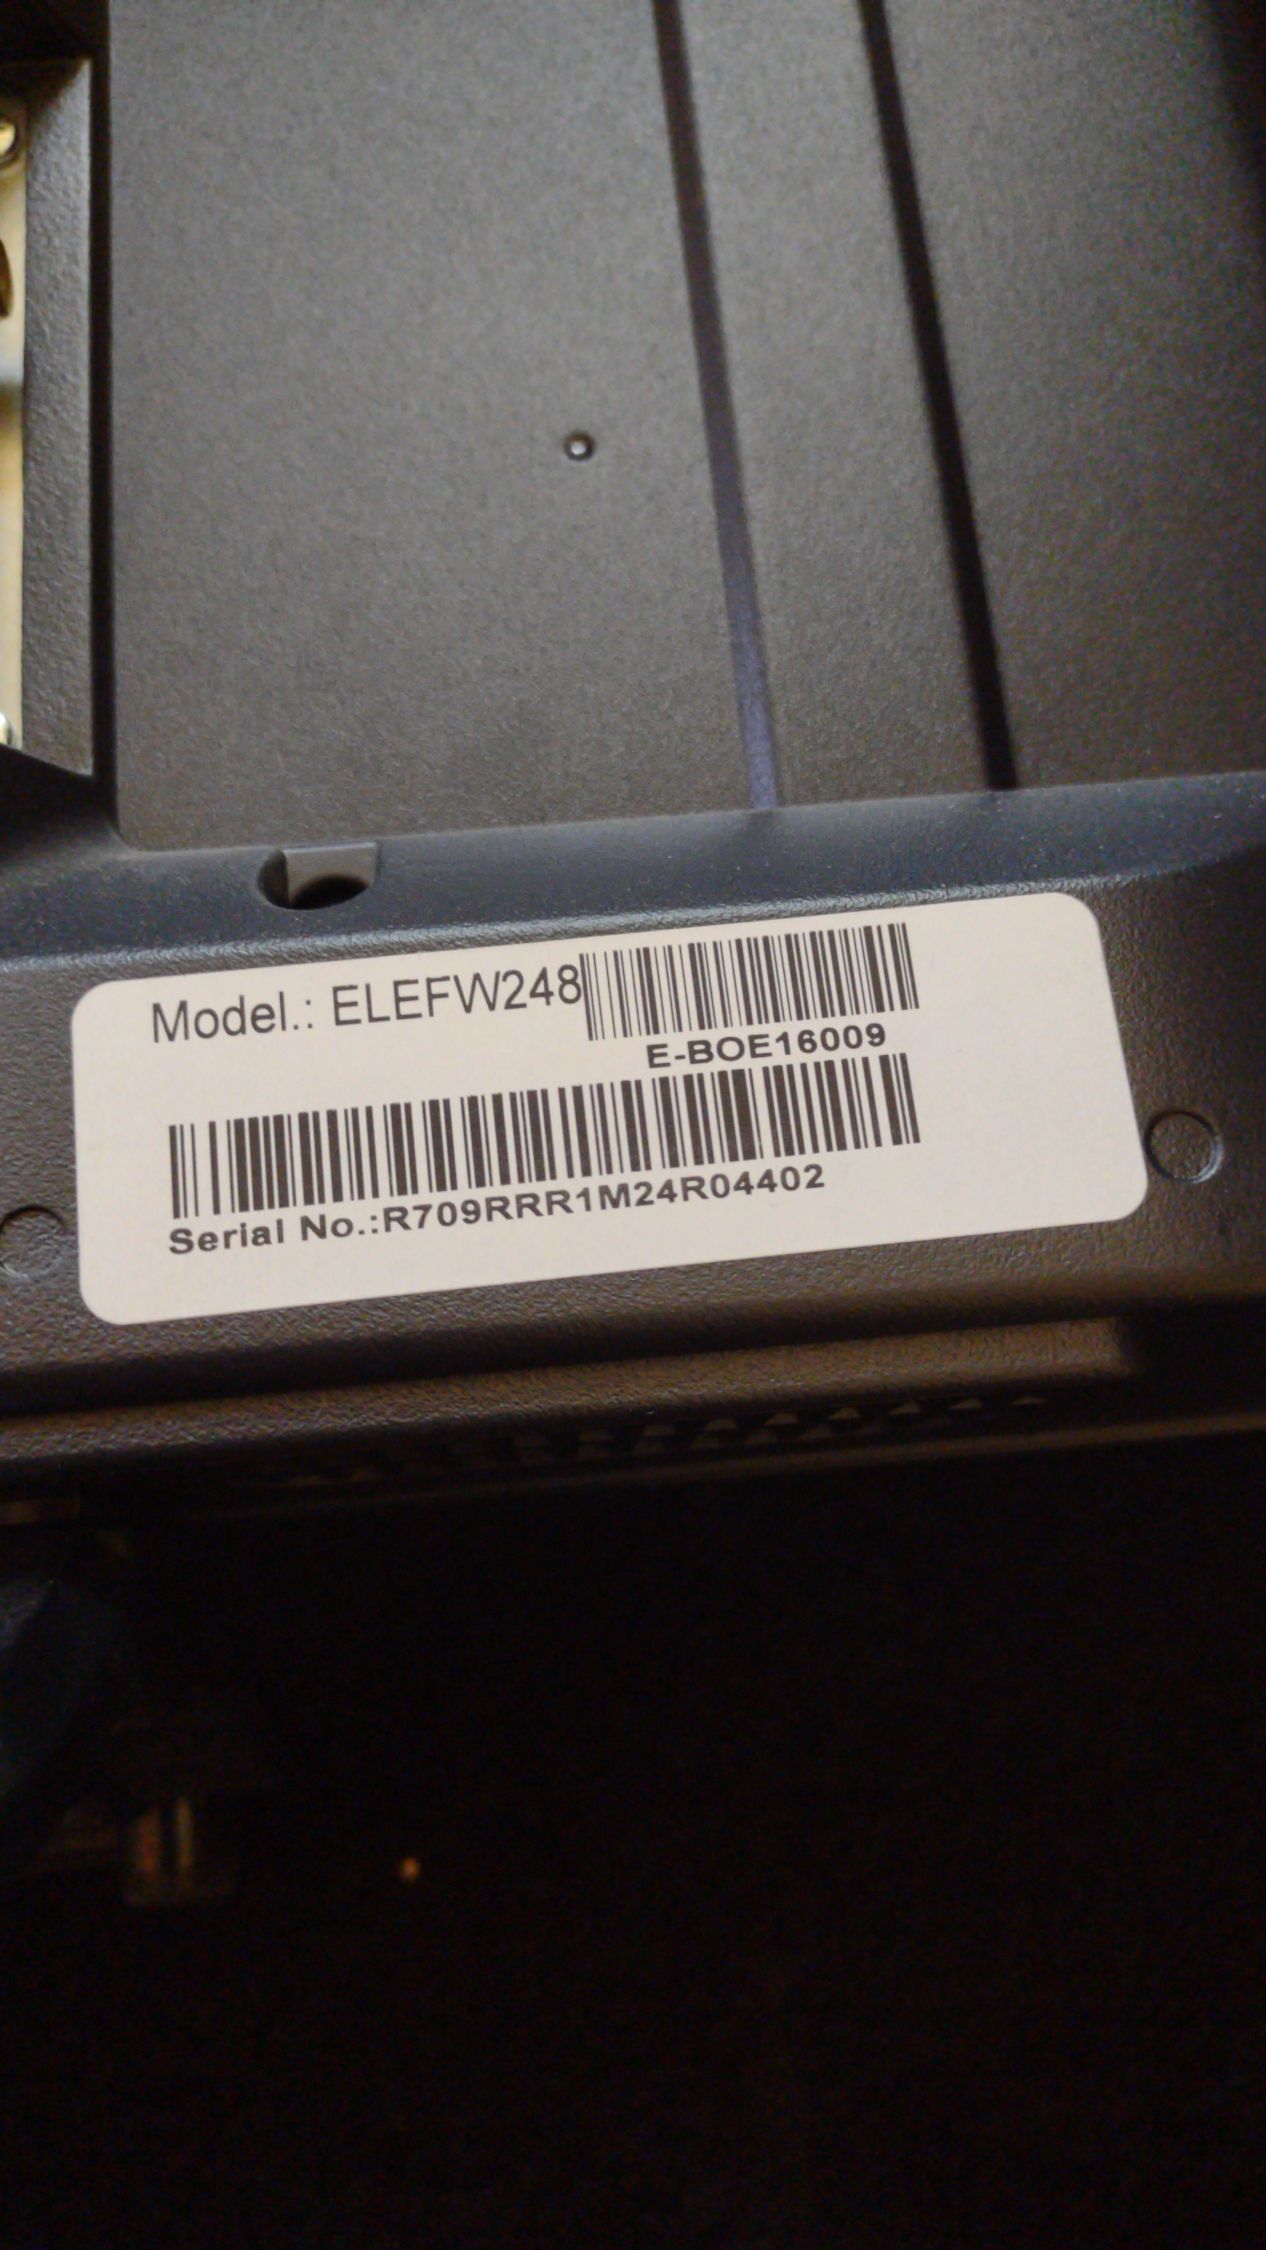 Model.: ELEFW248
E-BOE16009
Serial No.:R709RRR1M24R04402